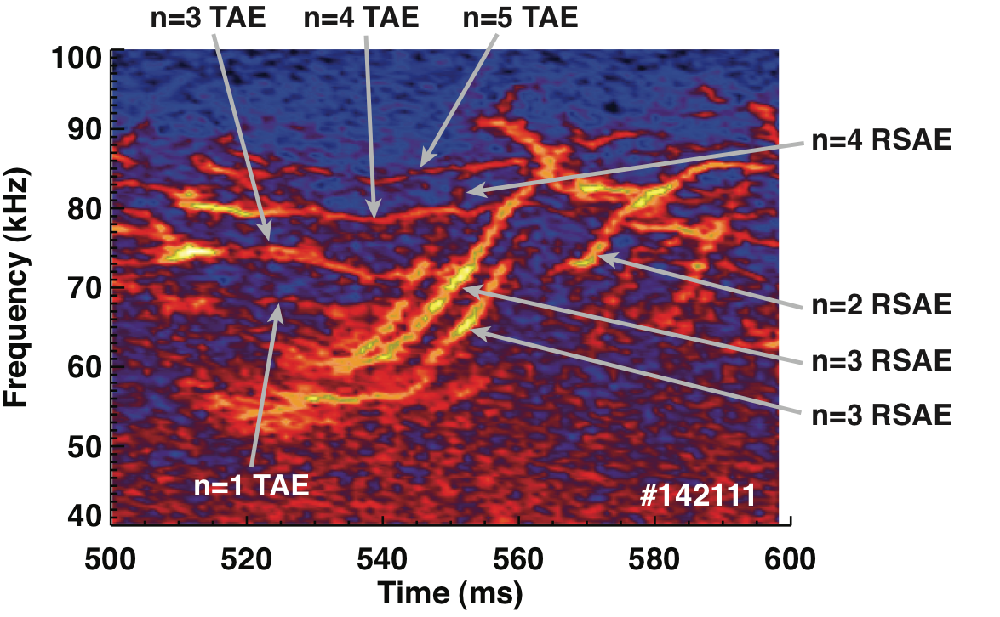 n=3 TAE n=4 TAE n=5 TAE
100
90
80
70
60
50
40
Frequency (kHz)
n=4 RSAE
n=2 RSAE
n=3 RSAE
n=3 RSAE
n=1 TAE
#142111
500 520 540 560 580 600
Time (ms)